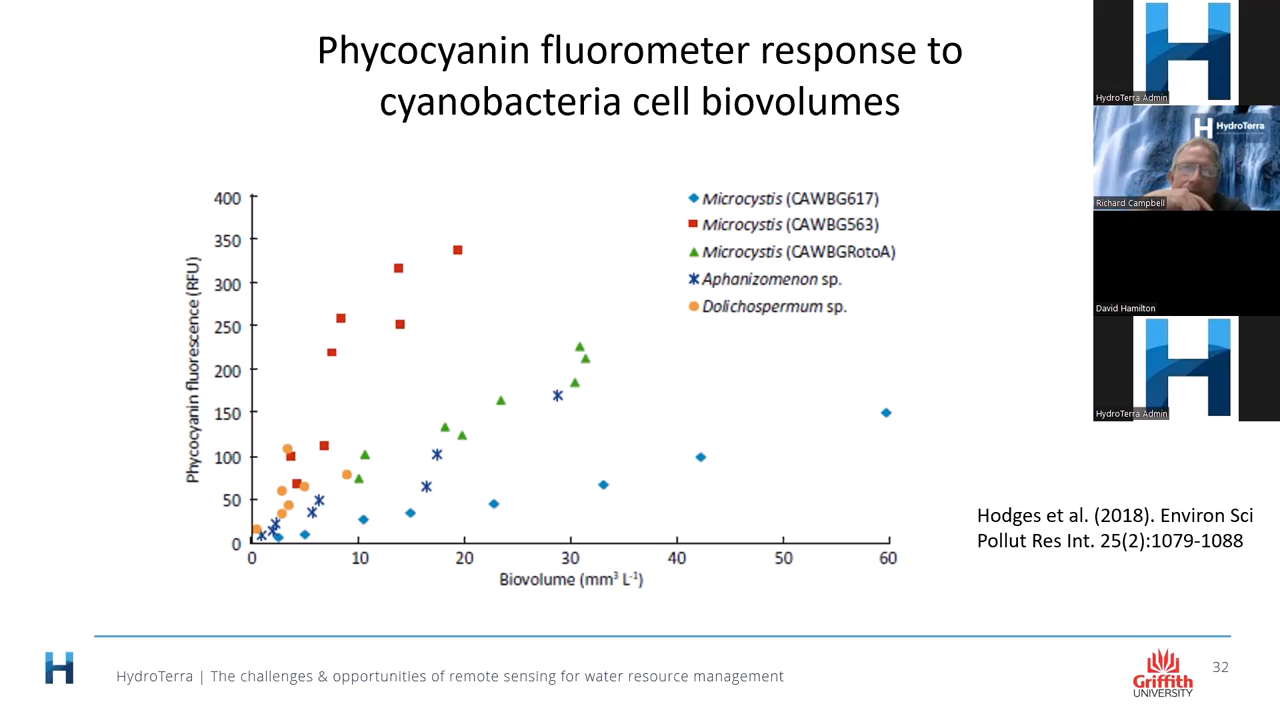 Phycocyanin fluorometer response to
cyanobacteria cell biovolumes
400
350
300
250
200
150
100
50
0
Phycocyanin fluorescence (RFU)
0 10 20 30 40 50 60
Biovolume (mm³ L⁻¹)
Microcystis (CAWBG617)
Microcystis (CAWBG563)
Microcystis (CAWBGRotoA)
Aphanizomenon sp.
Dolichospermum sp.
Hodges et al. (2018). Environ Sci
Pollut Res Int. 25(2):1079-1088
HydroTerra Admin
HydroTerra
Richard Campbell
David Hamilton
HydroTerra Admin
HydroTerra | The challenges & opportunities of remote sensing for water resource management
Griffith
UNIVERSITY
32